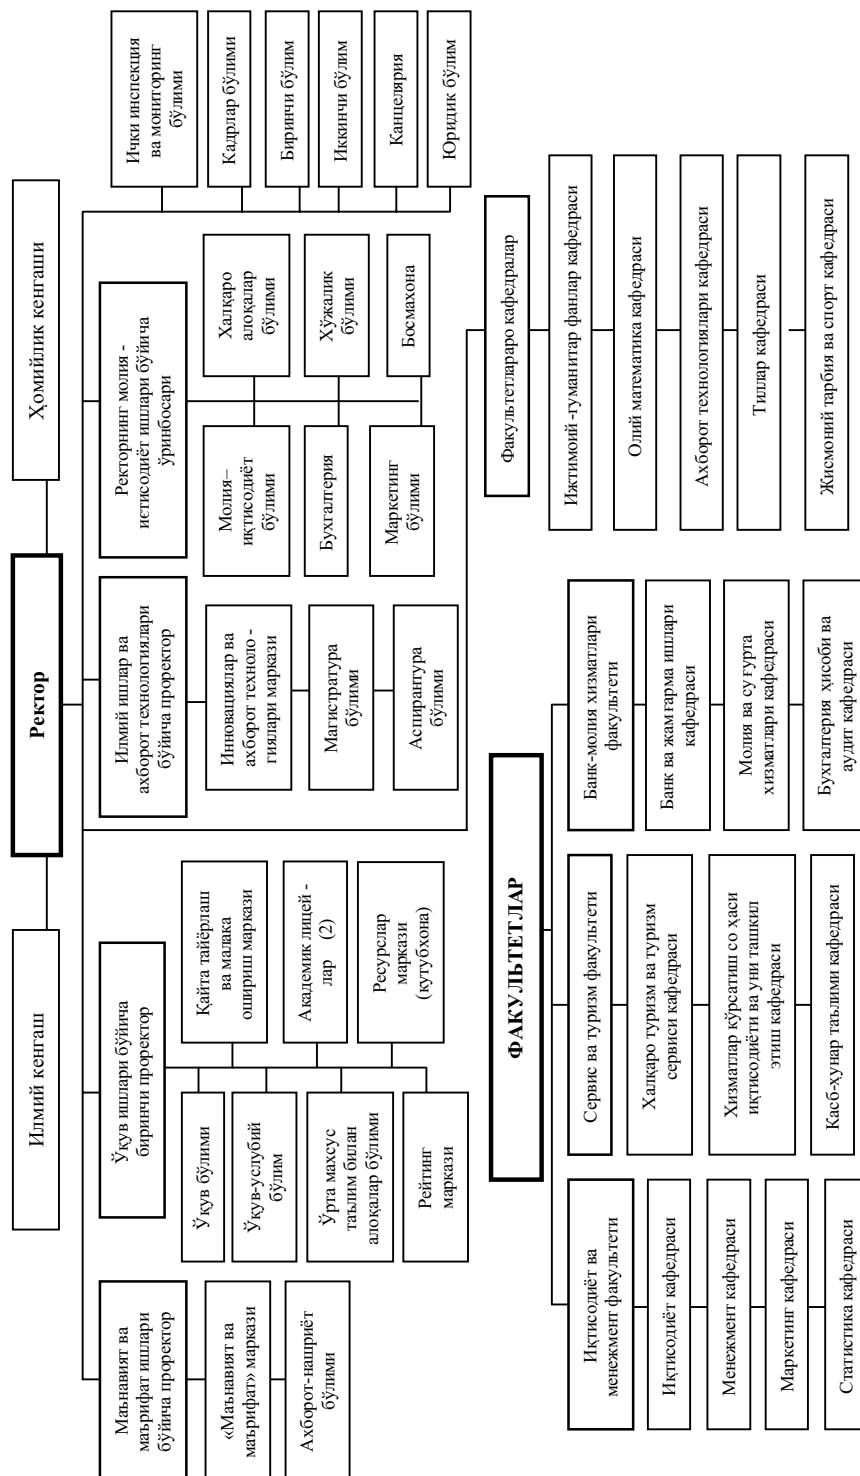 Илмий кенгаш
Ректор
Ҳомийлик кенгаши
Маънавият ва
маърифат ишлари
бўйича проректор
«Маънавият ва
маърифат» маркази
Ахборот-нашриёт
бўлими
Ўқув ишлари бўйича
биринчи проректор
Ўқув бўлими
Ўқув-услубий
бўлим
Ўрта махсус
таълим билан
алоқалар бўлими
Рейтинг
маркази
Қайта тайёрлаш
ва малака
ошириш маркази
Академик лицей -
лар (2)
Ресурслар
маркази
(кутубхона)
Илмий ишлар ва
ахборот технологиялари
бўйича проректор
Инновациялар ва
ахборот техноло -
гиялари маркази
Магистратура
бўлими
Аспирантура
бўлими
Ректорнинг молия -
иқтисодиёт ишлари бўйича
ўринбосари
Молия–
иқтисодиёт
бўлими
Бухгалтерия
Маркетинг
бўлими
Халқаро
алоқалар
бўлими
Хўжалик
бўлими
Босмахона
Ички инспекция
ва мониторинг
бўлими
Кадрлар бўлими
Биринчи бўлим
Иккинчи бўлим
Канцелярия
Юридик бўлим
ФАКУЛЬТЕТЛАР
Иқтисодиёт ва
менежмент факультети
Иқтисодиёт кафедраси
Менежмент кафедраси
Маркетинг кафедраси
Статистика кафедраси
Сервис ва туризм факультети
Халқаро туризм ва туризм
сервиси кафедраси
Хизматлар кўрсатиш со ҳаси
иқтисодиёти ва уни ташкил
этиш кафедраси
Касб-ҳунар таълими кафедраси
Банк-молия хизматлари
факультети
Банк ва жамғарма ишлари
кафедраси
Молия ва суғурта
хизматлари кафедраси
Бухгалтерия ҳисоби ва
аудит кафедраси
Факультетлараро кафедралар
Ижтимоий -гуманитар фанлар кафедраси
Олий математика кафедраси
Ахборот технологиялари кафедраси
Тиллар кафедраси
Жисмоний тарбия ва спорт кафедраси